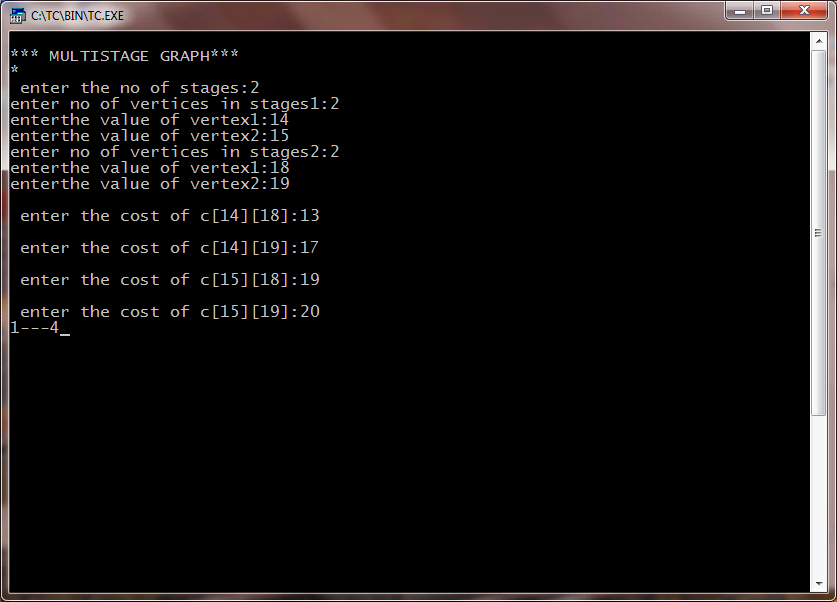 C:\TC\BIN\TC.EXE
*** MULTISTAGE GRAPH***
*
enter the no of stages:2
enter no of vertices in stages1:2
enterthe value of vertex1:14
enterthe value of vertex2:15
enter no of vertices in stages2:2
enterthe value of vertex1:18
enterthe value of vertex2:19
enter the cost of c[14][18]:13
enter the cost of c[14][19]:17
enter the cost of c[15][18]:19
enter the cost of c[15][19]:20
1---4_